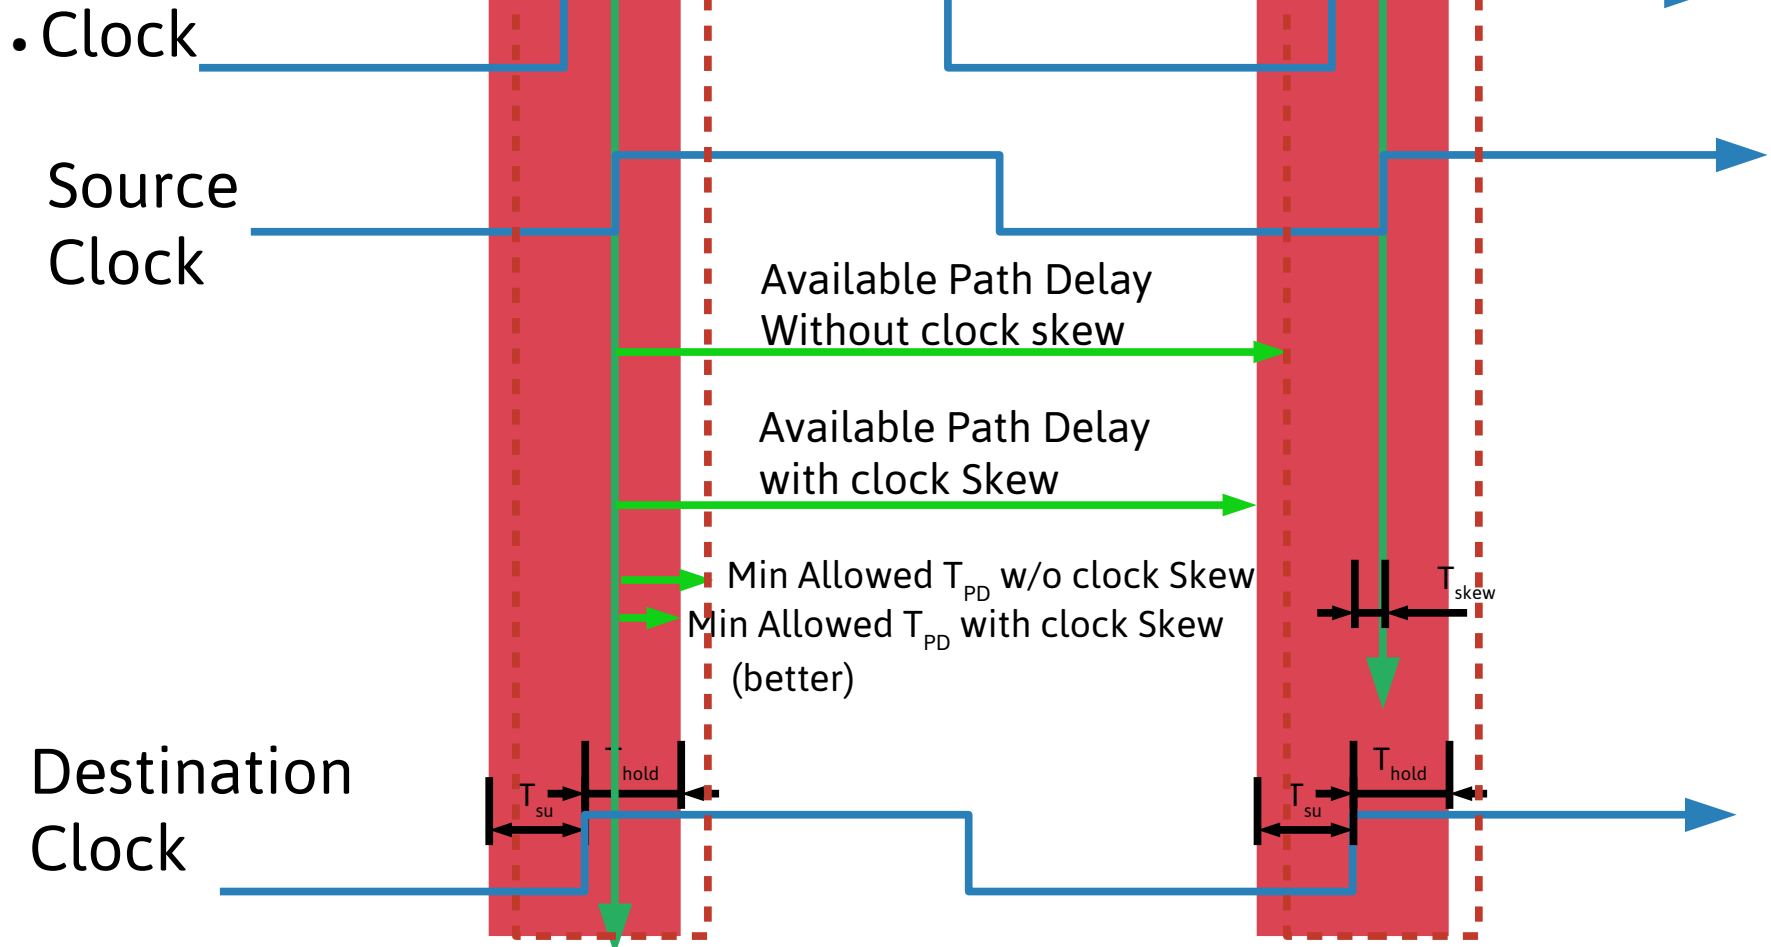 • Clock
Source
Clock
Available Path Delay
Without clock skew
Available Path Delay
with clock Skew
Min Allowed TPD w/o clock Skew
Tskew
Min Allowed TPD with clock Skew
(better)
Destination
Clock
Thold
Tsu
Thold
Tsu